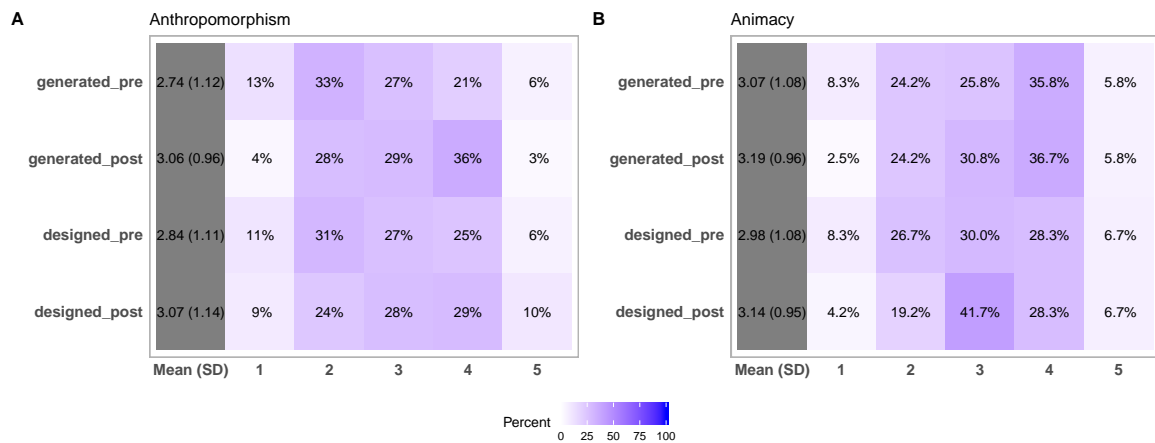 A
Anthropomorphism
generated_pre 2.74 (1.12) 13% 33% 27% 21% 6%
generated_post 3.06 (0.96) 4% 28% 29% 36% 3%
designed_pre 2.84 (1.11) 11% 31% 27% 25% 6%
designed_post 3.07 (1.14) 9% 24% 28% 29% 10%
Mean (SD) 1 2 3 4 5
B
Animacy
generated_pre 3.07 (1.08) 8.3% 24.2% 25.8% 35.8% 5.8%
generated_post 3.19 (0.96) 2.5% 24.2% 30.8% 36.7% 5.8%
designed_pre 2.98 (1.08) 8.3% 26.7% 30.0% 28.3% 6.7%
designed_post 3.14 (0.95) 4.2% 19.2% 41.7% 28.3% 6.7%
Mean (SD) 1 2 3 4 5
Percent
0 25 50 75 100